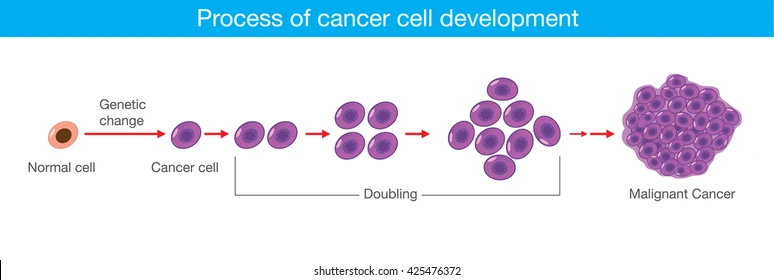 Process of cancer cell development
Genetic
change
Normal cell
Cancer cell
Doubling
Malignant Cancer
shutterstock.com · 425476372